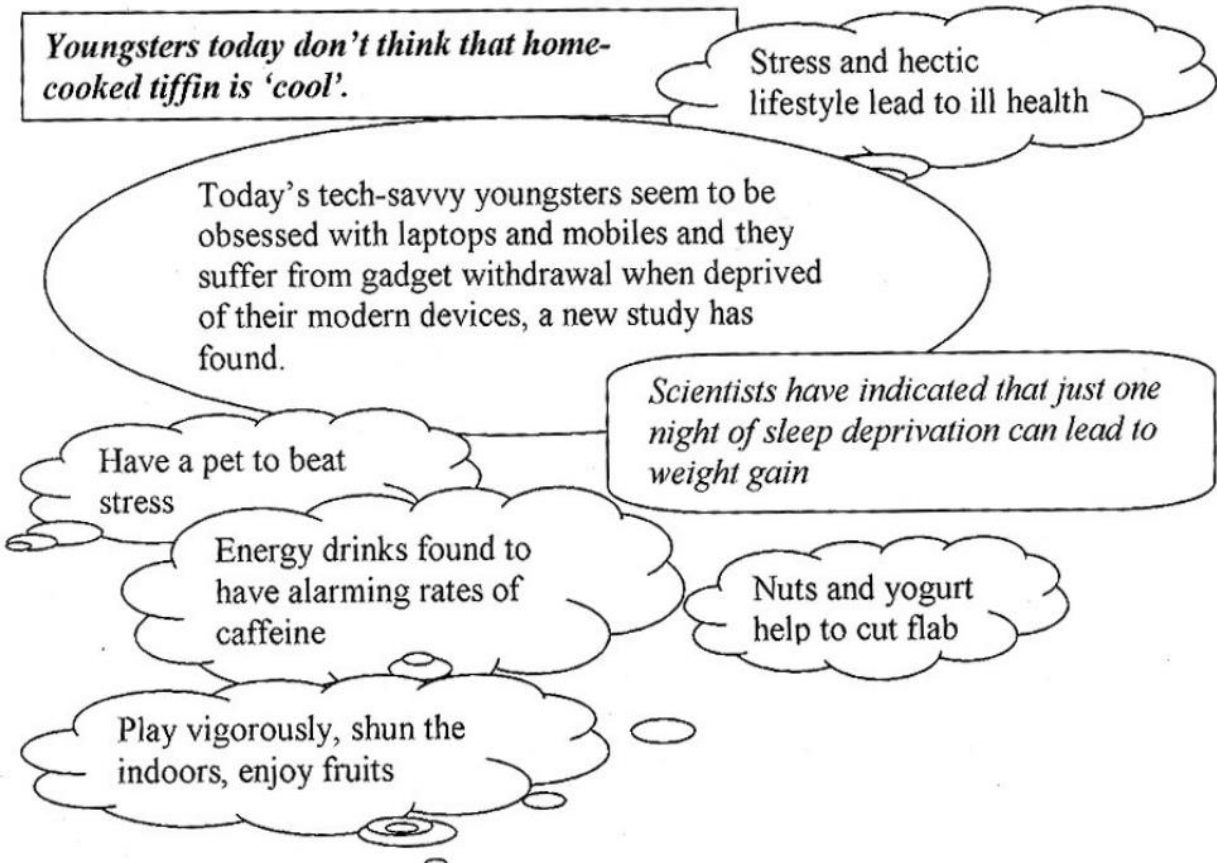 Youngsters today don't think that home-
cooked tiffin is 'cool'.
Stress and hectic
lifestyle lead to ill health
Today's tech-savvy youngsters seem to be
obsessed with laptops and mobiles and they
suffer from gadget withdrawal when deprived
of their modern devices, a new study has
found.
Scientists have indicated that just one
night of sleep deprivation can lead to
weight gain
Have a pet to beat
stress
Energy drinks found to
have alarming rates of
caffeine
Nuts and yogurt
help to cut flab
Play vigorously, shun the
indoors, enjoy fruits